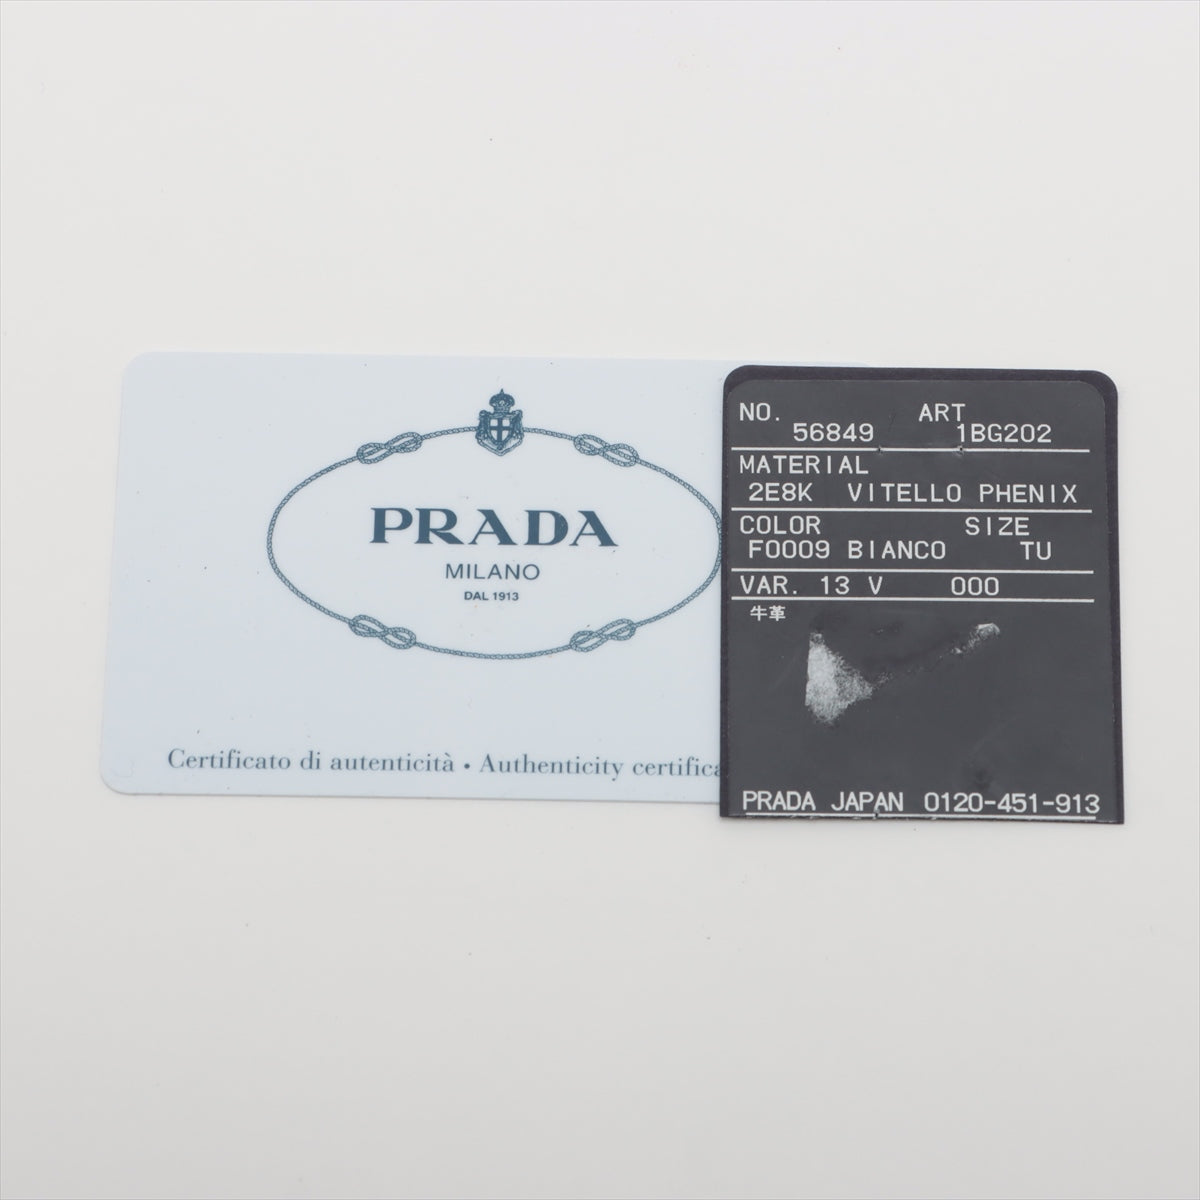 PRADA
MILANO
DAL 1913
Certificato di autenticità • Authenticity certifica
NO. ART
56849 1BG202
MATERIAL
2E8K VITELLO PHENIX
COLOR SIZE
F0009 BIANCO TU
VAR. 13 V 000
牛革
PRADA JAPAN 0120-451-913